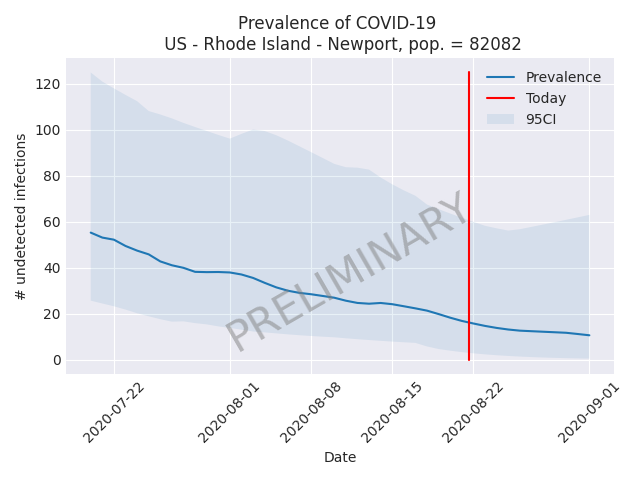 Prevalence of COVID-19
US - Rhode Island - Newport, pop. = 82082
# undetected infections
120
100
80
60
40
20
0
Prevalence
Today
95CI
PRELIMINARY
2020-07-22
2020-08-01
2020-08-08
2020-08-15
2020-08-22
2020-09-01
Date